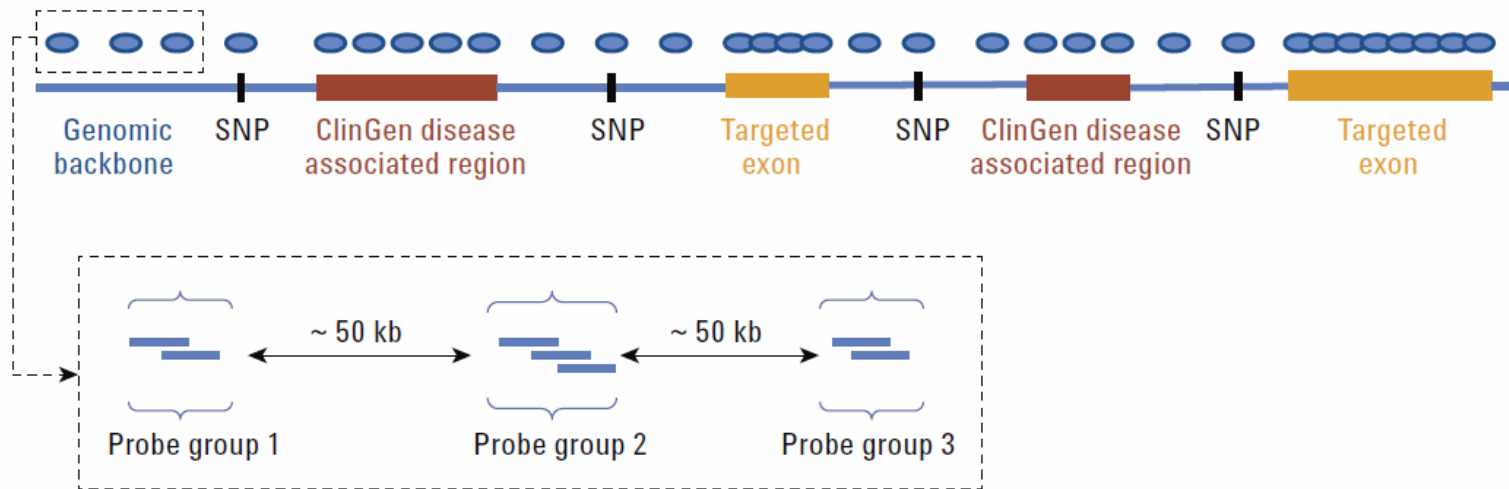 Genomic
backbone
SNP
ClinGen disease
associated region
SNP
Targeted
exon
SNP
ClinGen disease
associated region
SNP
Targeted
exon
~ 50 kb
~ 50 kb
Probe group 1
Probe group 2
Probe group 3